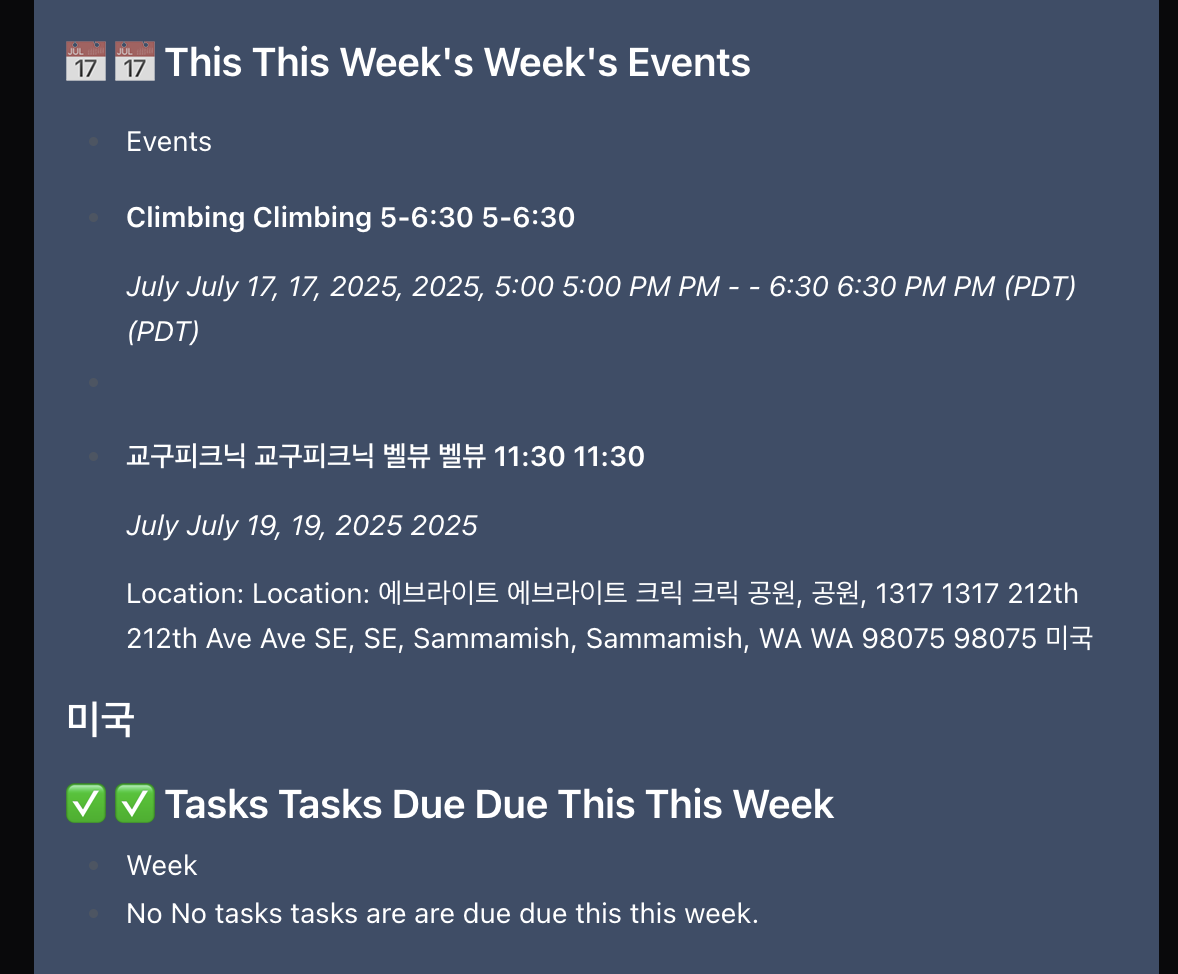 📅 📅 This This Week's Week's Events
Events
Climbing Climbing 5-6:30 5-6:30
July July 17, 17, 2025, 2025, 5:00 5:00 PM PM - - 6:30 6:30 PM PM (PDT)
(PDT)
교구피크닉 교구피크닉 벨뷰 벨뷰 11:30 11:30
July July 19, 19, 2025 2025
Location: Location: 에브라이트 에브라이트 크릭 크릭 공원, 공원, 1317 1317 212th
212th Ave Ave SE, SE, Sammamish, Sammamish, WA WA 98075 98075 미국
미국
✅ ✅ Tasks Tasks Due Due This This Week
Week
No No tasks tasks are are due due this this week.